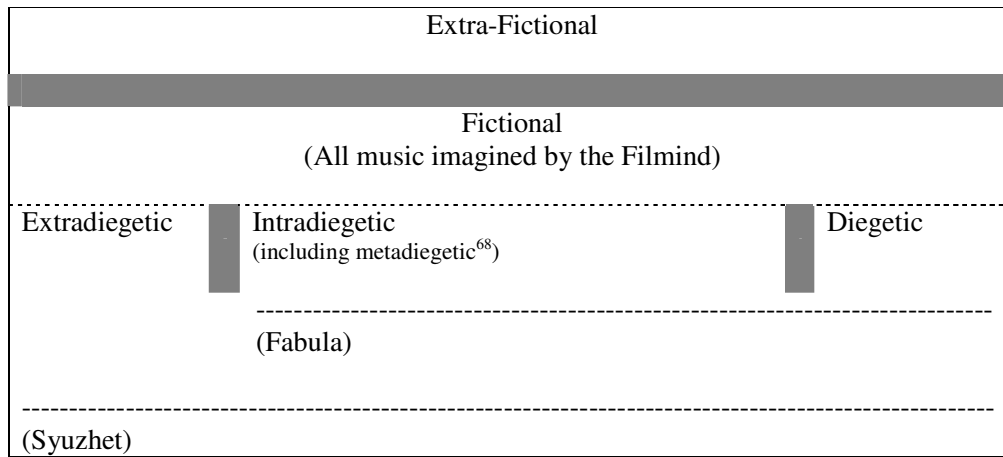 Extra-Fictional
Fictional
(All music imagined by the Filmind)
Extradiegetic Intradiegetic Diegetic
(including metadiegetic68)
(Fabula)
(Syuzhet)